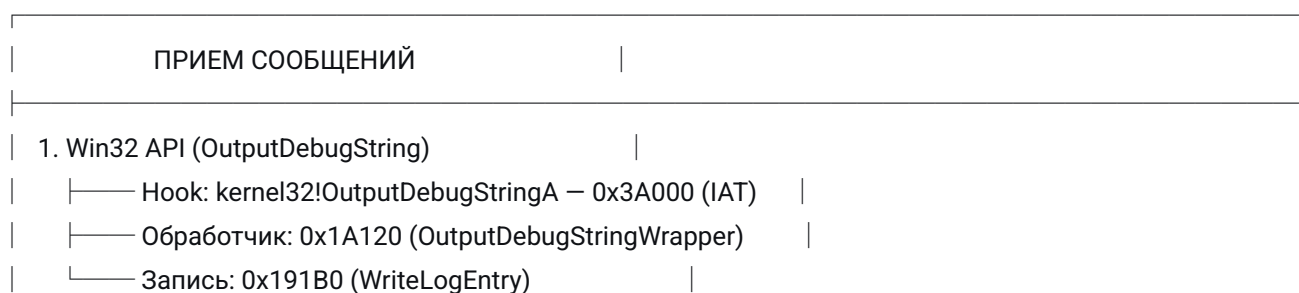 ПРИЕМ СООБЩЕНИЙ
1. Win32 API (OutputDebugString)
Hook: kernel32!OutputDebugStringA — 0x3A000 (IAT)
Обработчик: 0x1A120 (OutputDebugStringWrapper)
Запись: 0x191B0 (WriteLogEntry)